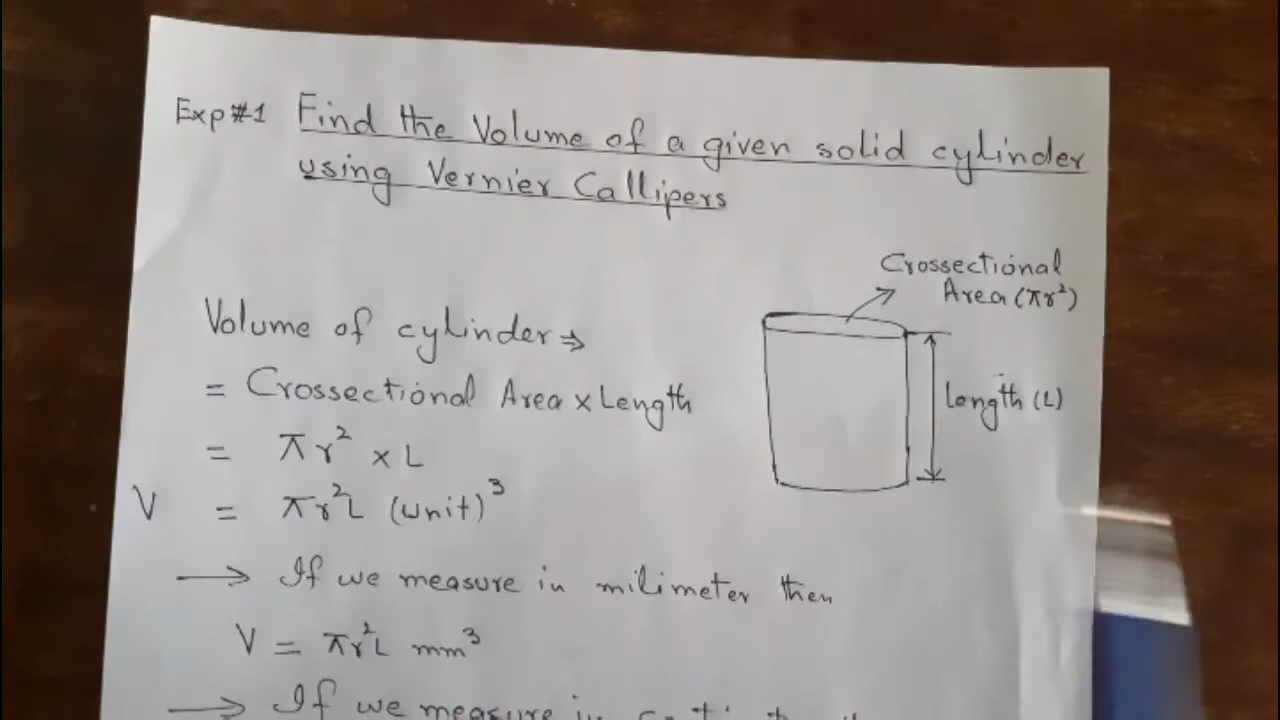 Exp#1 Find the Volume of a given solid cylinder
using Vernier Callipers
Crossectional
Area (πr²)
Volume of cylinder ⇒
= Crossectional Area x Length
Length (L)
= πr² x L
V = πr²L (unit)³
→ If we measure in milimeter then
V = πr²L mm³
→ If we measure in